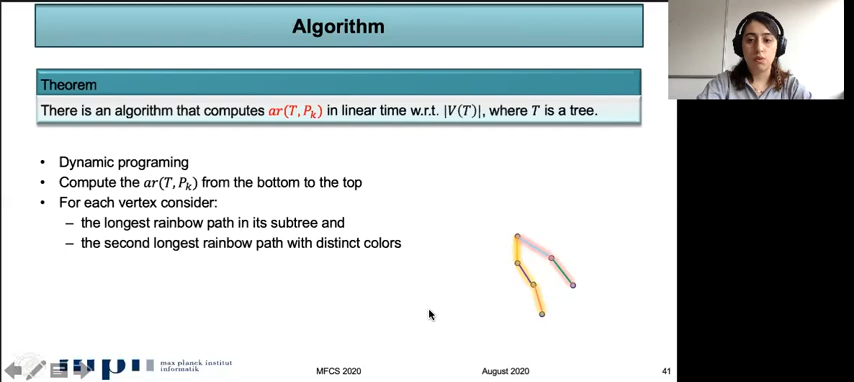 Algorithm
Theorem
There is an algorithm that computes ar(T, Pk) in linear time w.r.t. |V(T)|, where T is a tree.
• Dynamic programing
• Compute the ar(T, Pk) from the bottom to the top
• For each vertex consider:
– the longest rainbow path in its subtree and
– the second longest rainbow path with distinct colors
max planck institut
informatik
MFCS 2020
August 2020
41